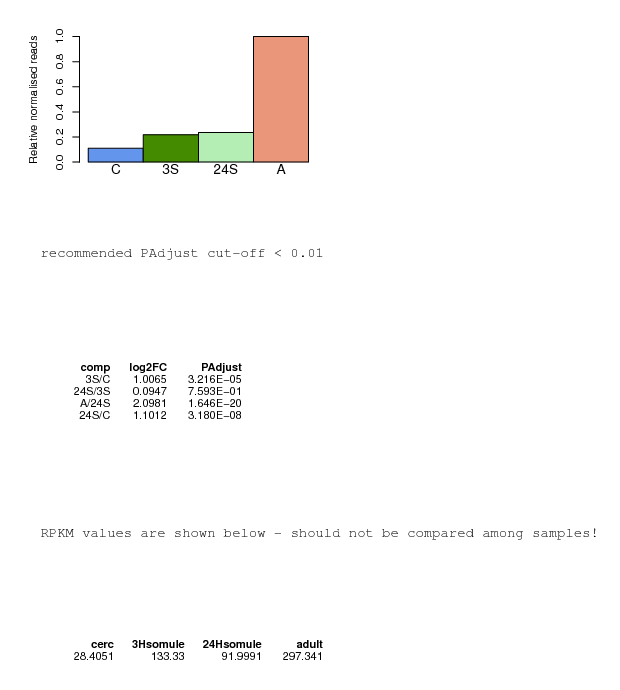 Relative normalised reads
1.0
0.8
0.6
0.4
0.2
0.0
C 3S 24S A
recommended PAdjust cut-off < 0.01
comp log2FC PAdjust
3S/C 1.0065 3.216E−05
24S/3S 0.0947 7.593E−01
A/24S 2.0981 1.646E−20
24S/C 1.1012 3.180E−08
RPKM values are shown below - should not be compared among samples!
cerc 3Hsomule 24Hsomule adult
28.4051 133.33 91.9991 297.341